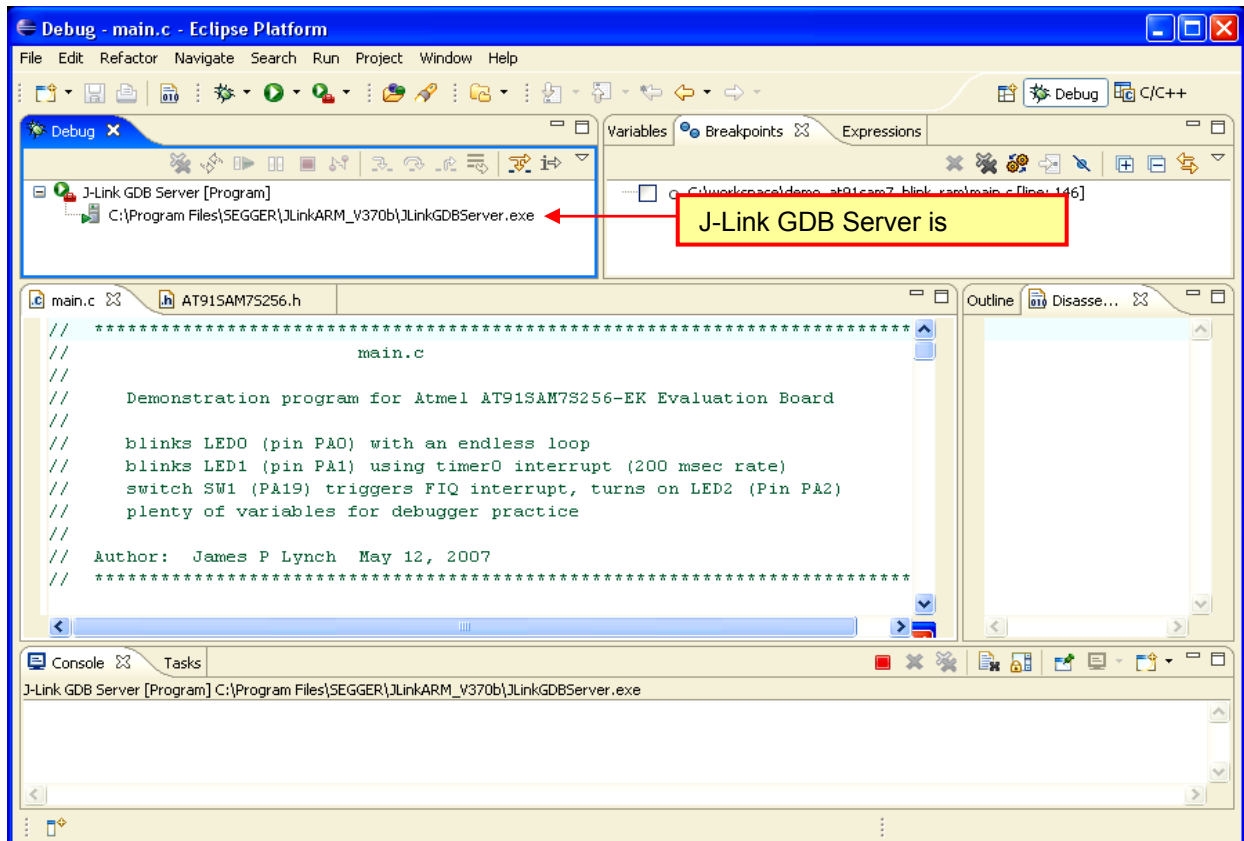 Debug - main.c - Eclipse Platform
File Edit Refactor Navigate Search Run Project Window Help
Debug C/C++
Debug
Variables Breakpoints Expressions
J-Link GDB Server [Program]
C:\Program Files\SEGGER\JLinkARM_V370b\JLinkGDBServer.exe
C:\workspace\demo_at91sam7_blink_ram\main.c [line: 146]
J-Link GDB Server is
main.c AT91SAM7S256.h
Outline Disasse...
// **************************************************************************
// main.c
//
// Demonstration program for Atmel AT91SAM7S256-EK Evaluation Board
//
// blinks LED0 (pin PA0) with an endless loop
// blinks LED1 (pin PA1) using timer0 interrupt (200 msec rate)
// switch SW1 (PA19) triggers FIQ interrupt, turns on LED2 (Pin PA2)
// plenty of variables for debugger practice
//
// Author: James P Lynch May 12, 2007
// **************************************************************************
Console Tasks
J-Link GDB Server [Program] C:\Program Files\SEGGER\JLinkARM_V370b\JLinkGDBServer.exe